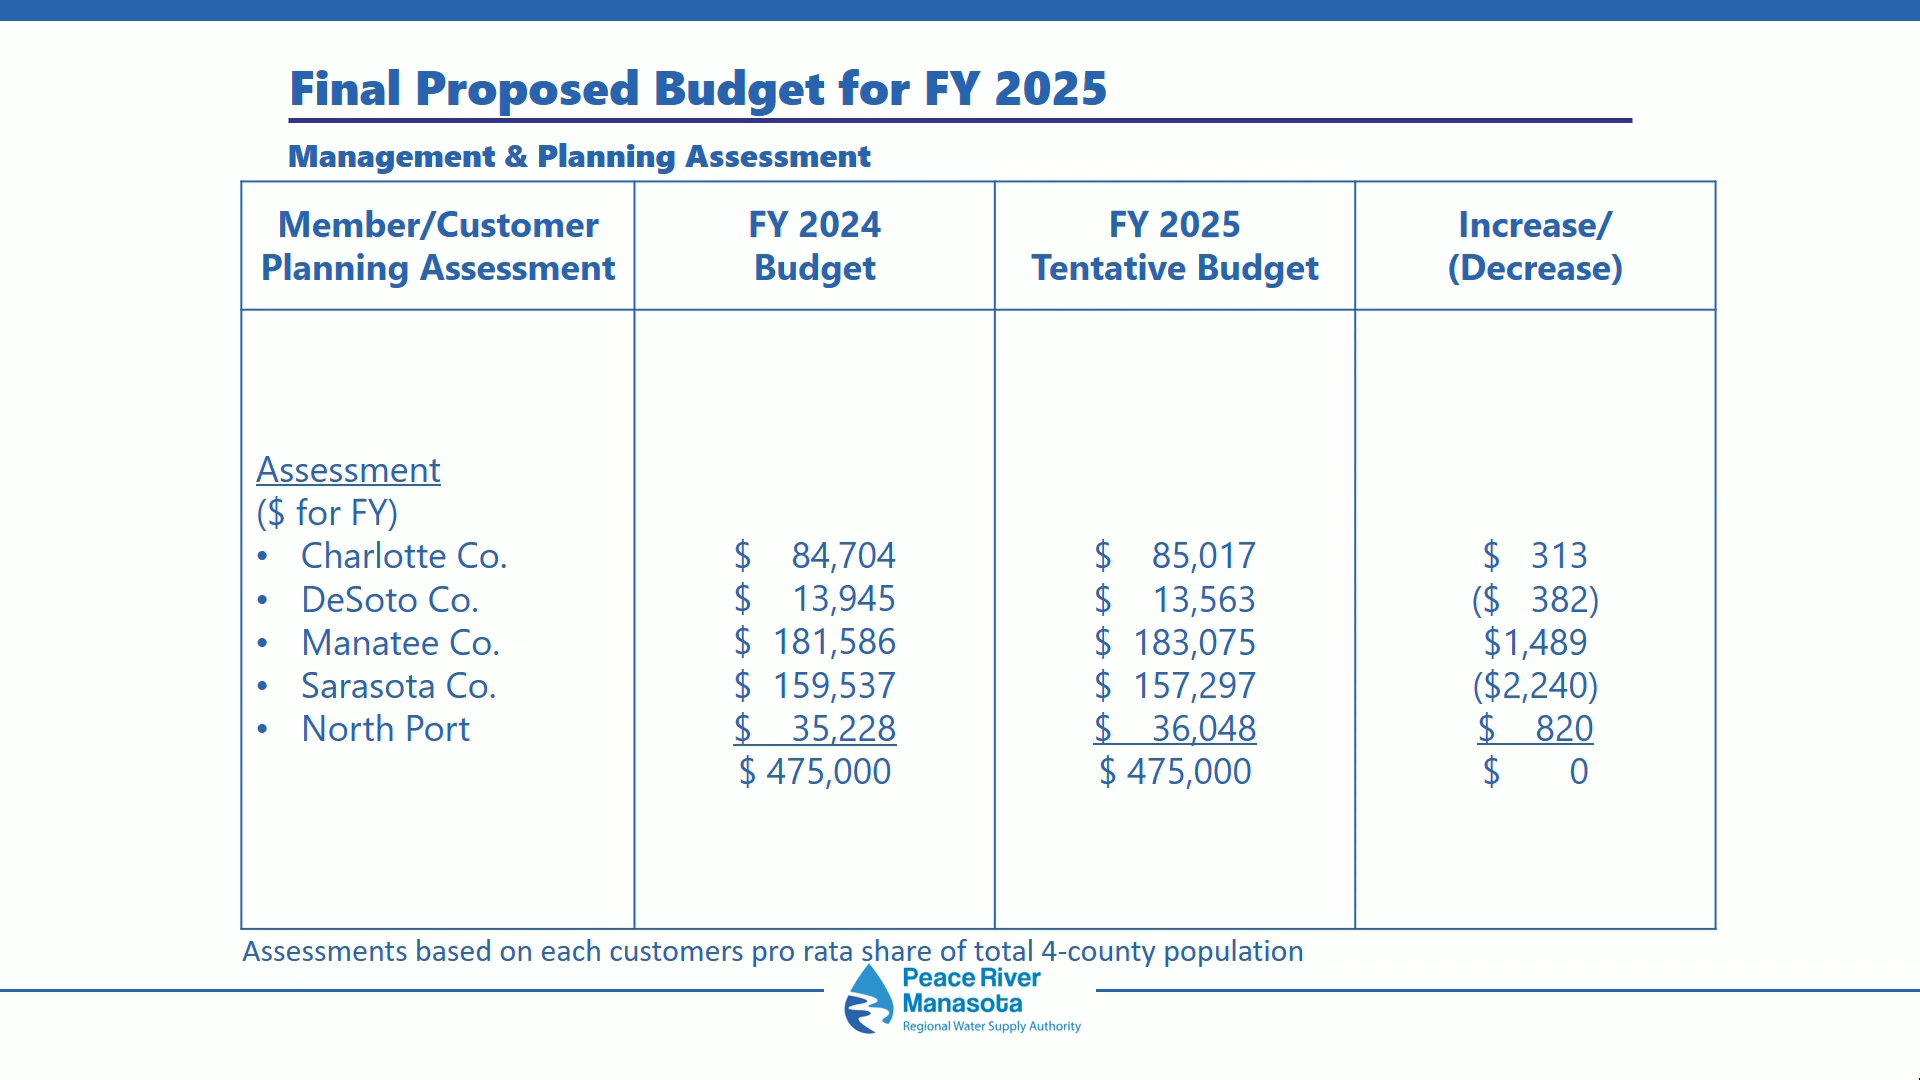 Final Proposed Budget for FY 2025
Management & Planning Assessment
Member/Customer
Planning Assessment
FY 2024
Budget
FY 2025
Tentative Budget
Increase/
(Decrease)
Assessment
($ for FY)
• Charlotte Co. $ 84,704 $ 85,017 $ 313
• DeSoto Co. $ 13,945 $ 13,563 ($ 382)
• Manatee Co. $ 181,586 $ 183,075 $1,489
• Sarasota Co. $ 159,537 $ 157,297 ($2,240)
• North Port $ 35,228 $ 36,048 $ 820
$ 475,000 $ 475,000 $ 0
Assessments based on each customers pro rata share of total 4-county population
Peace River
Manasota
Regional Water Supply Authority